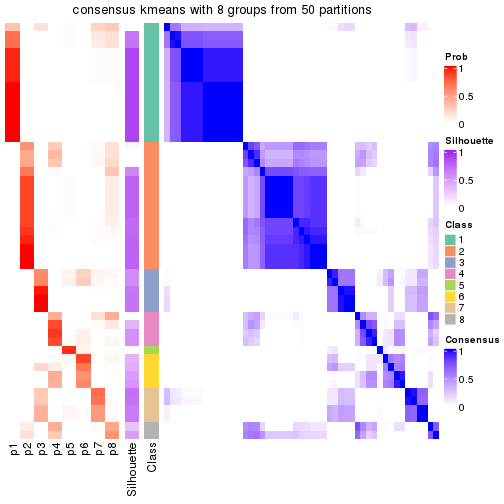 consensus kmeans with 8 groups from 50 partitions
Prob
1
0.5
0
Silhouette
1
0.5
0
Class
1
2
3
4
5
6
7
8
Consensus
1
0.5
0
p1
p2
p3
p4
p5
p6
p7
p8
Silhouette
Class